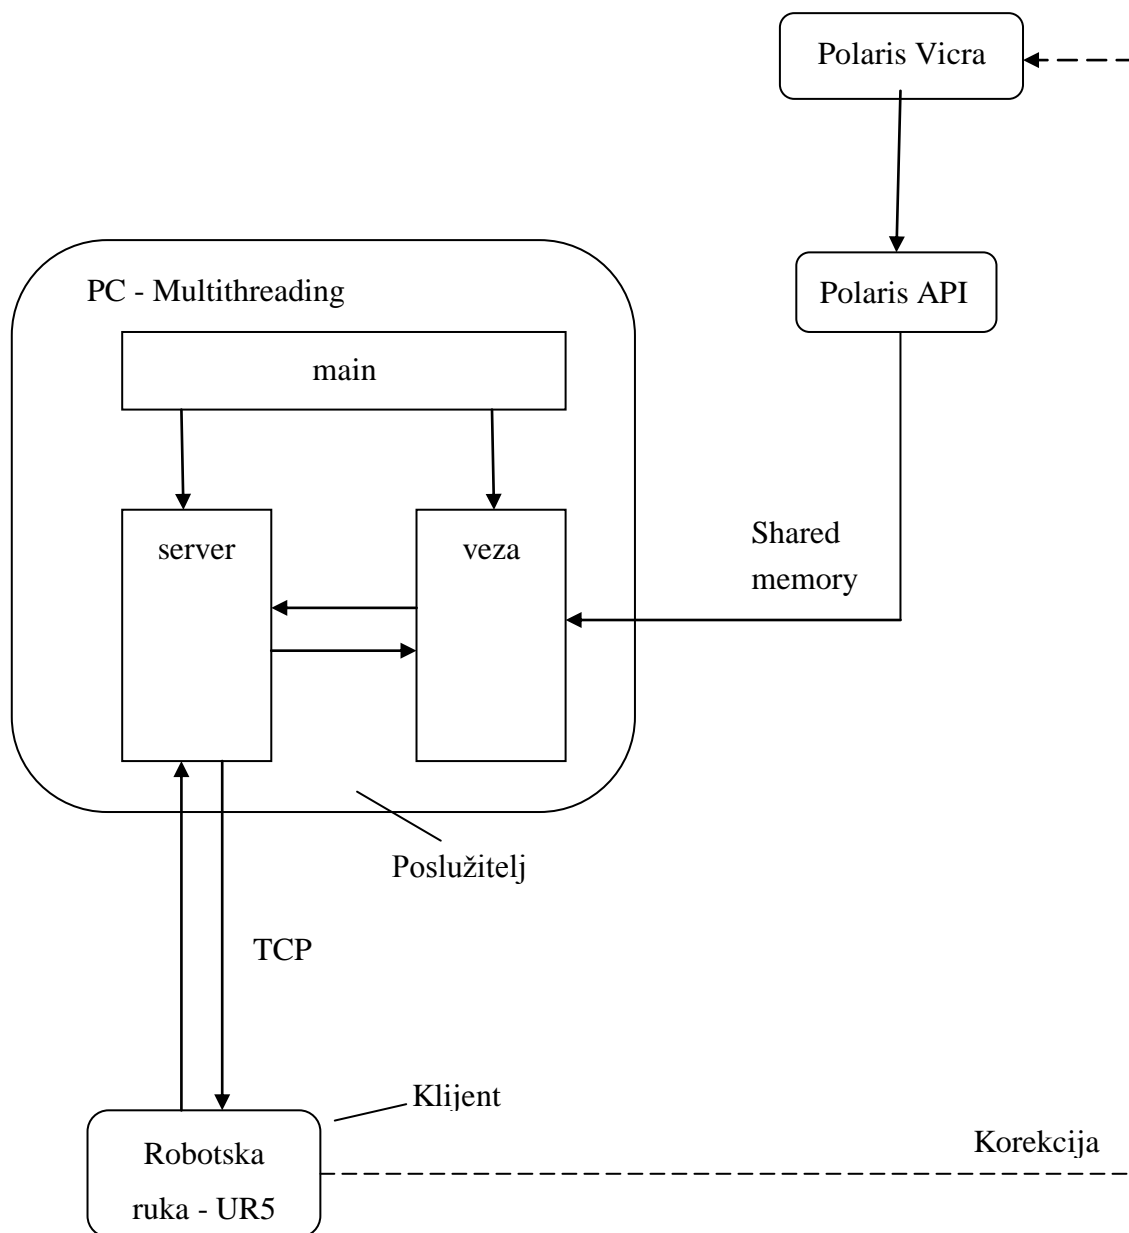 Polaris Vicra
PC - Multithreading
Polaris API
main
server
veza
Shared
memory
Poslužitelj
TCP
Klijent
Robotska
ruka - UR5
Korekcija